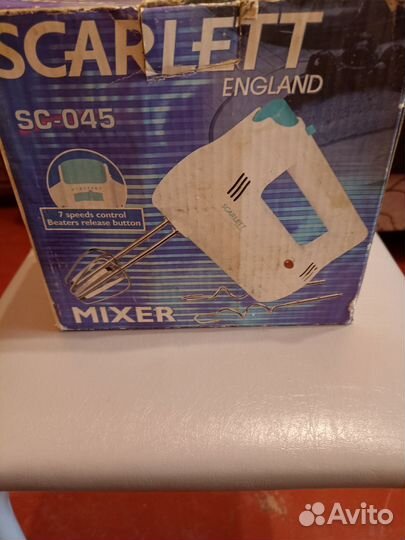 SCARLETT
ENGLAND
SC-045
7 speeds control
Beaters release button
SCARLETT
MIXER
Avito